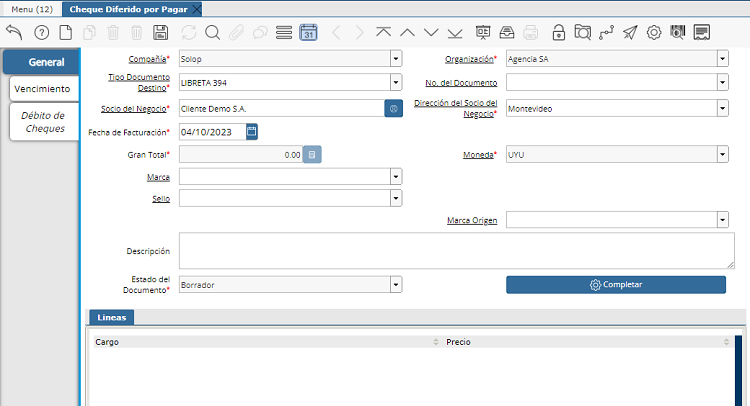 Menu (12)
Cheque Diferido por Pagar
31
General
Vencimiento
Débito de
Cheques
Compañía* Solop
Organización* Agencia SA
Tipo Documento
Destino* LIBRETA 394
No. del Documento
Socio del Negocio* Cliente Demo S.A.
Dirección del Socio del
Negocio* Montevideo
Fecha de Facturación* 04/10/2023
Gran Total* 0.00
Moneda* UYU
Marca
Sello
Marca Origen
Descripción
Estado del
Documento* Borrador
Completar
Lineas
Cargo
Precio